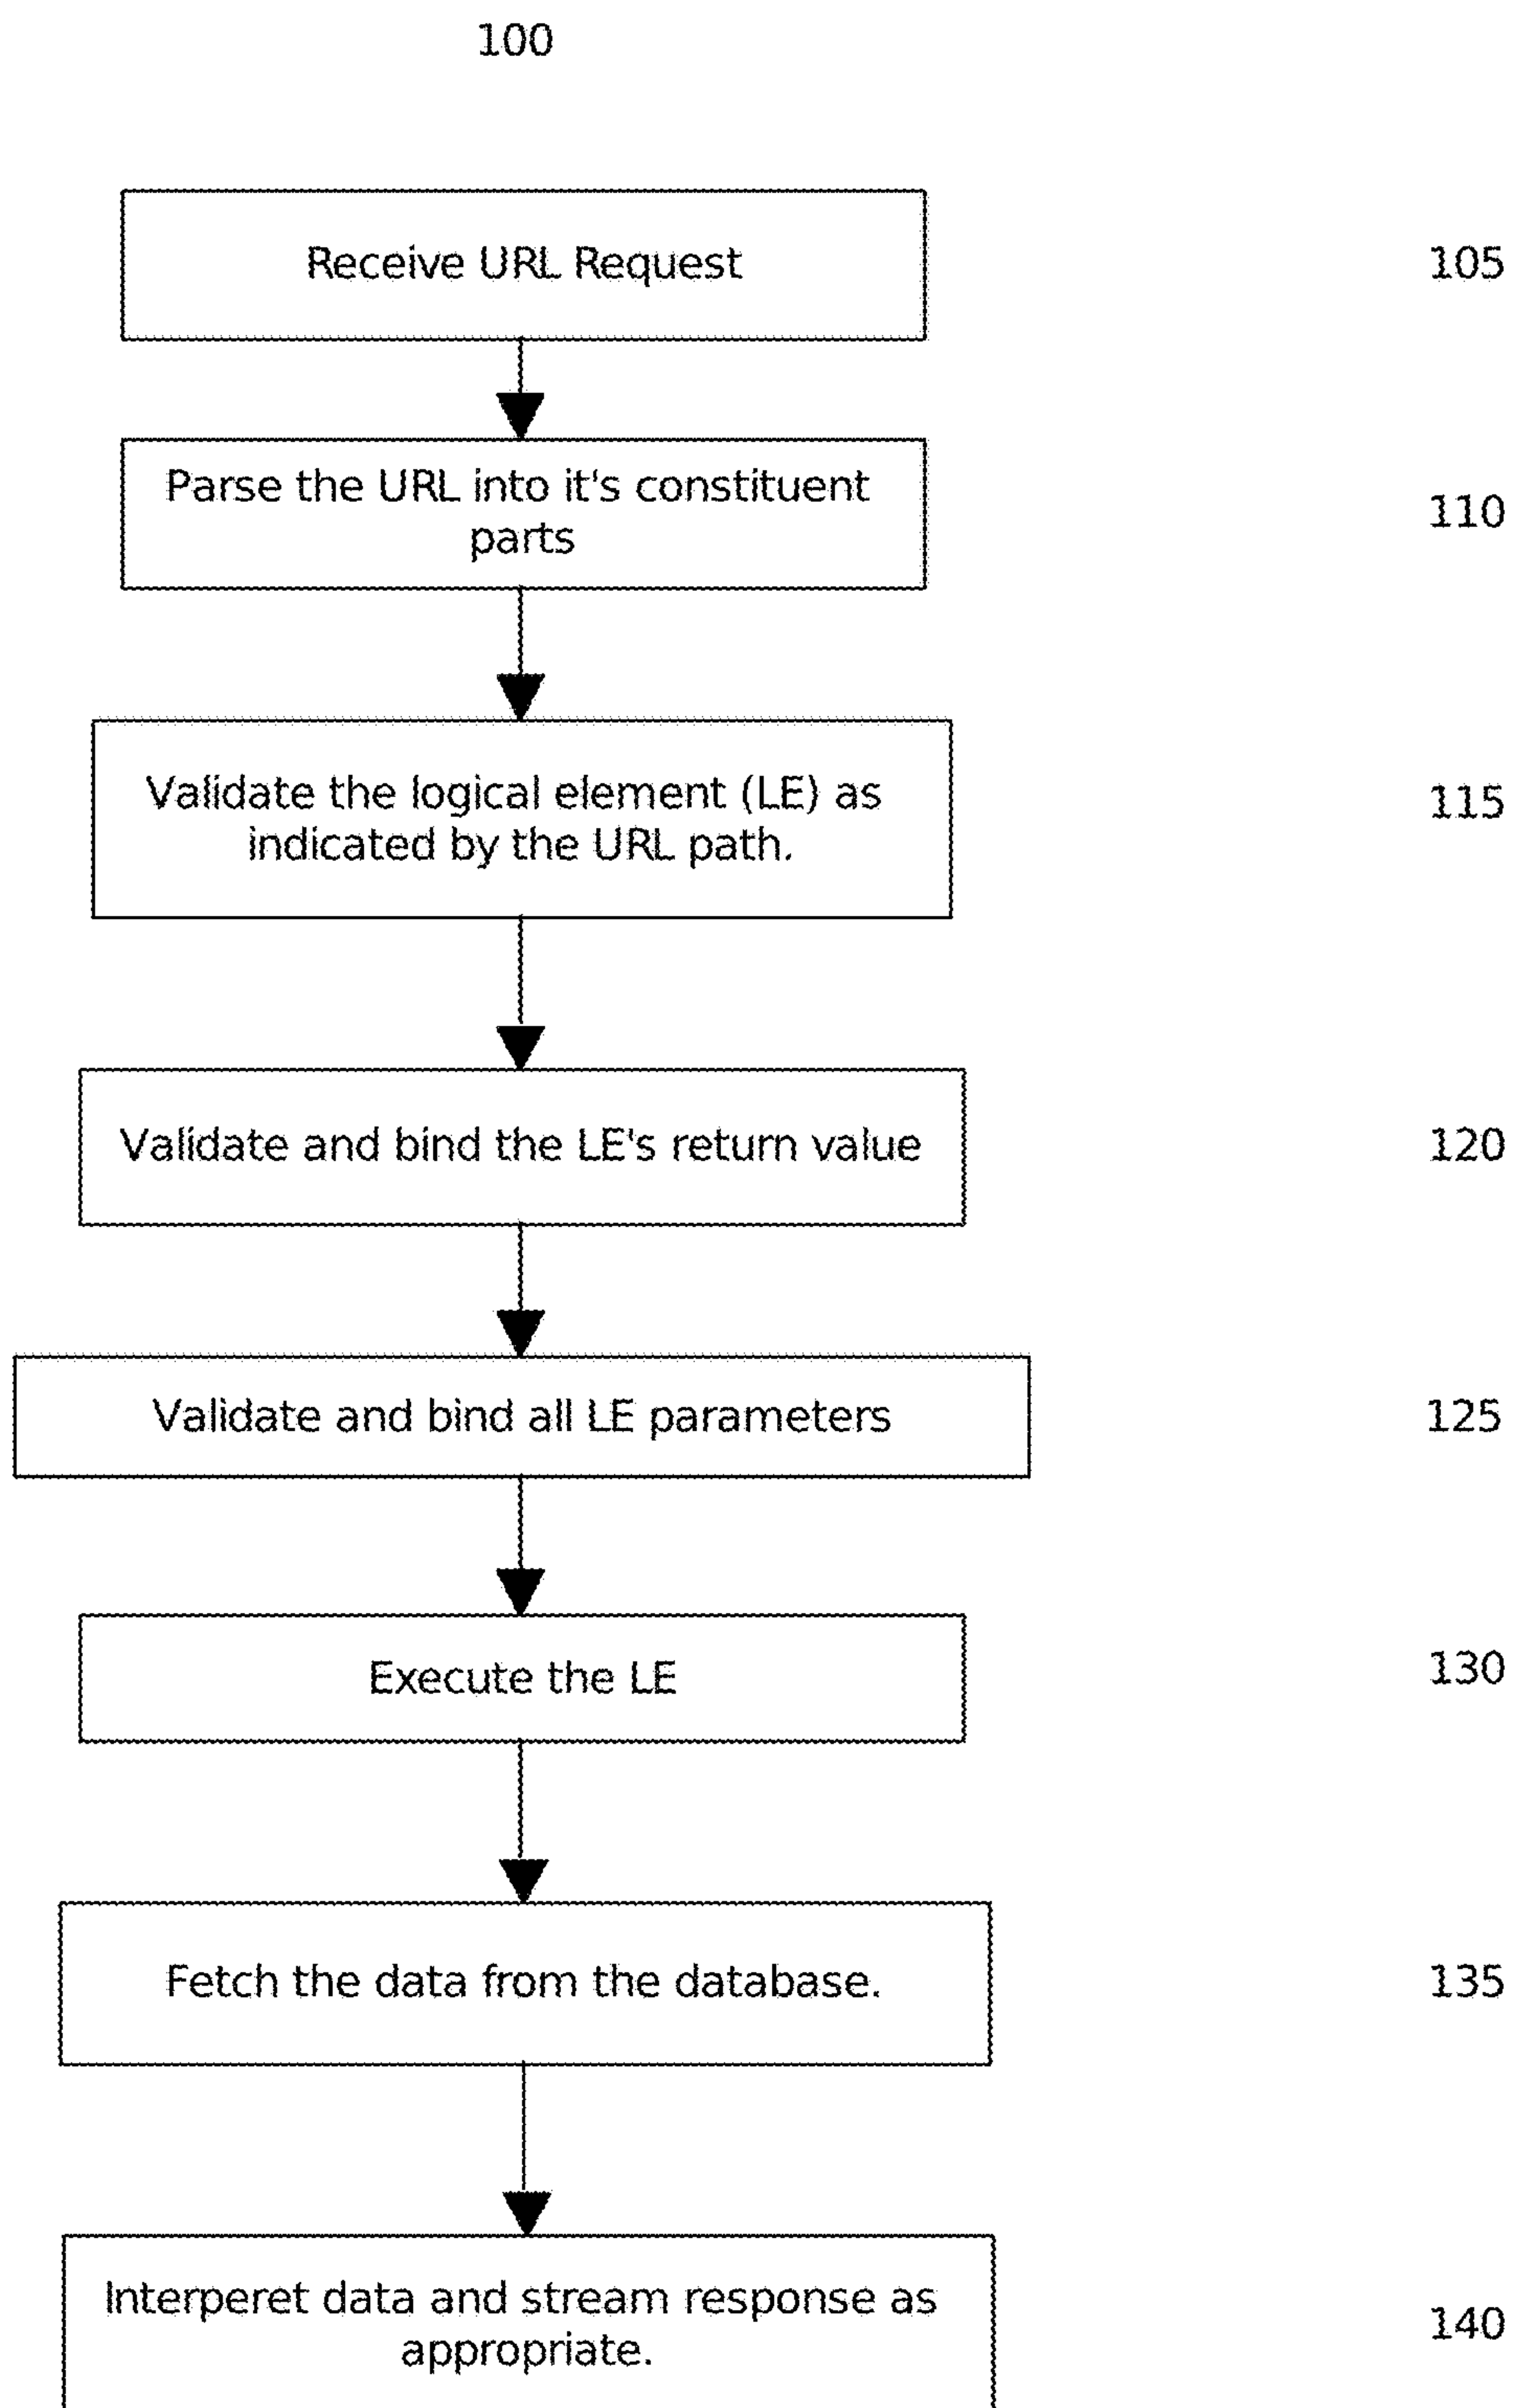 100
Receive URL Request
105
Parse the URL into it's constituent
parts
110
Validate the logical element (LE) as
indicated by the URL path.
115
Validate and bind the LE's return value
120
Validate and bind all LE parameters
125
Execute the LE
130
Fetch the data from the database.
135
Interperet data and stream response as
appropriate.
140